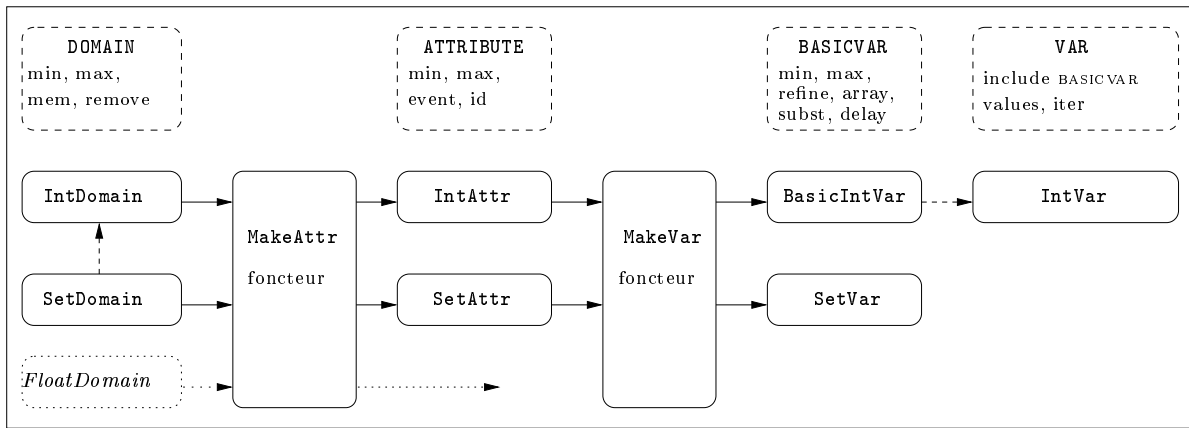 DOMAIN
min, max,
mem, remove
ATTRIBUTE
min, max,
event, id
BASICVAR
min, max,
refine, array,
subst, delay
VAR
include BASICVAR
values, iter
IntDomain
MakeAttr
foncteur
IntAttr
MakeVar
foncteur
BasicIntVar
IntVar
SetDomain
SetAttr
SetVar
FloatDomain